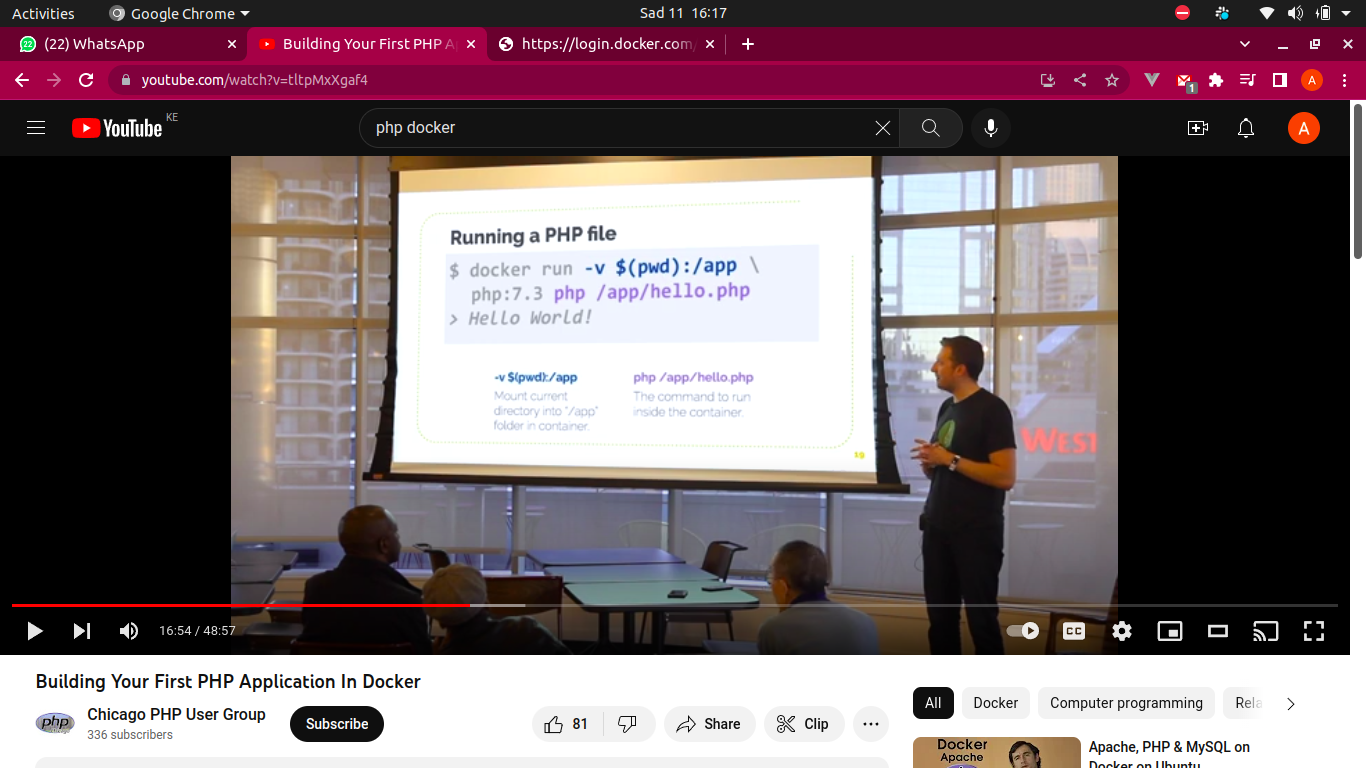 Activities
Google Chrome
Sad 11 16:17
(22) WhatsApp
Building Your First PHP A
https://login.docker.com/
youtube.com/watch?v=tltpMxXgaf4
1
A
YouTube KE
php docker
A
Running a PHP file
$ docker run -v $(pwd):/app \
php:7.3 php /app/hello.php
> Hello World!
-v $(pwd):/app
Mount current
directory into "/app"
folder in container.
php /app/hello.php
The command to run
inside the container.
19
WEST
16:54 / 48:57
CC
Building Your First PHP Application In Docker
php
Chicago PHP User Group
336 subscribers
Subscribe
81
Share
Clip
All
Docker
Computer programming
Rela
Docker
Apache
Apache, PHP & MySQL on
Docker on Ubuntu